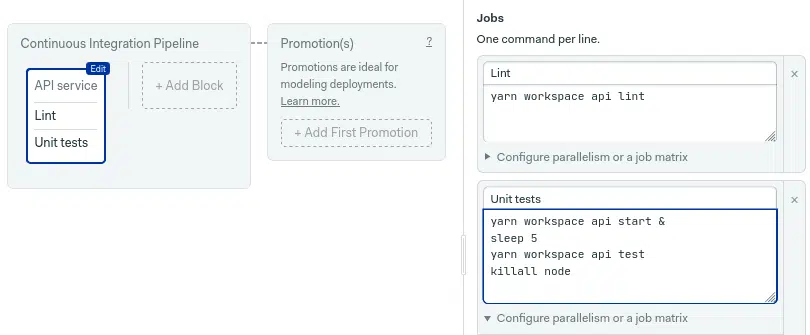 Continuous Integration Pipeline
Edit
API service
Lint
Unit tests
+ Add Block
Promotion(s)
?
Promotions are ideal for
modeling deployments.
Learn more.
+ Add First Promotion
Jobs
One command per line.
Lint
×
yarn workspace api lint
Configure parallelism or a job matrix
Unit tests
×
yarn workspace api start &
sleep 5
yarn workspace api test
killall node
Configure parallelism or a job matrix